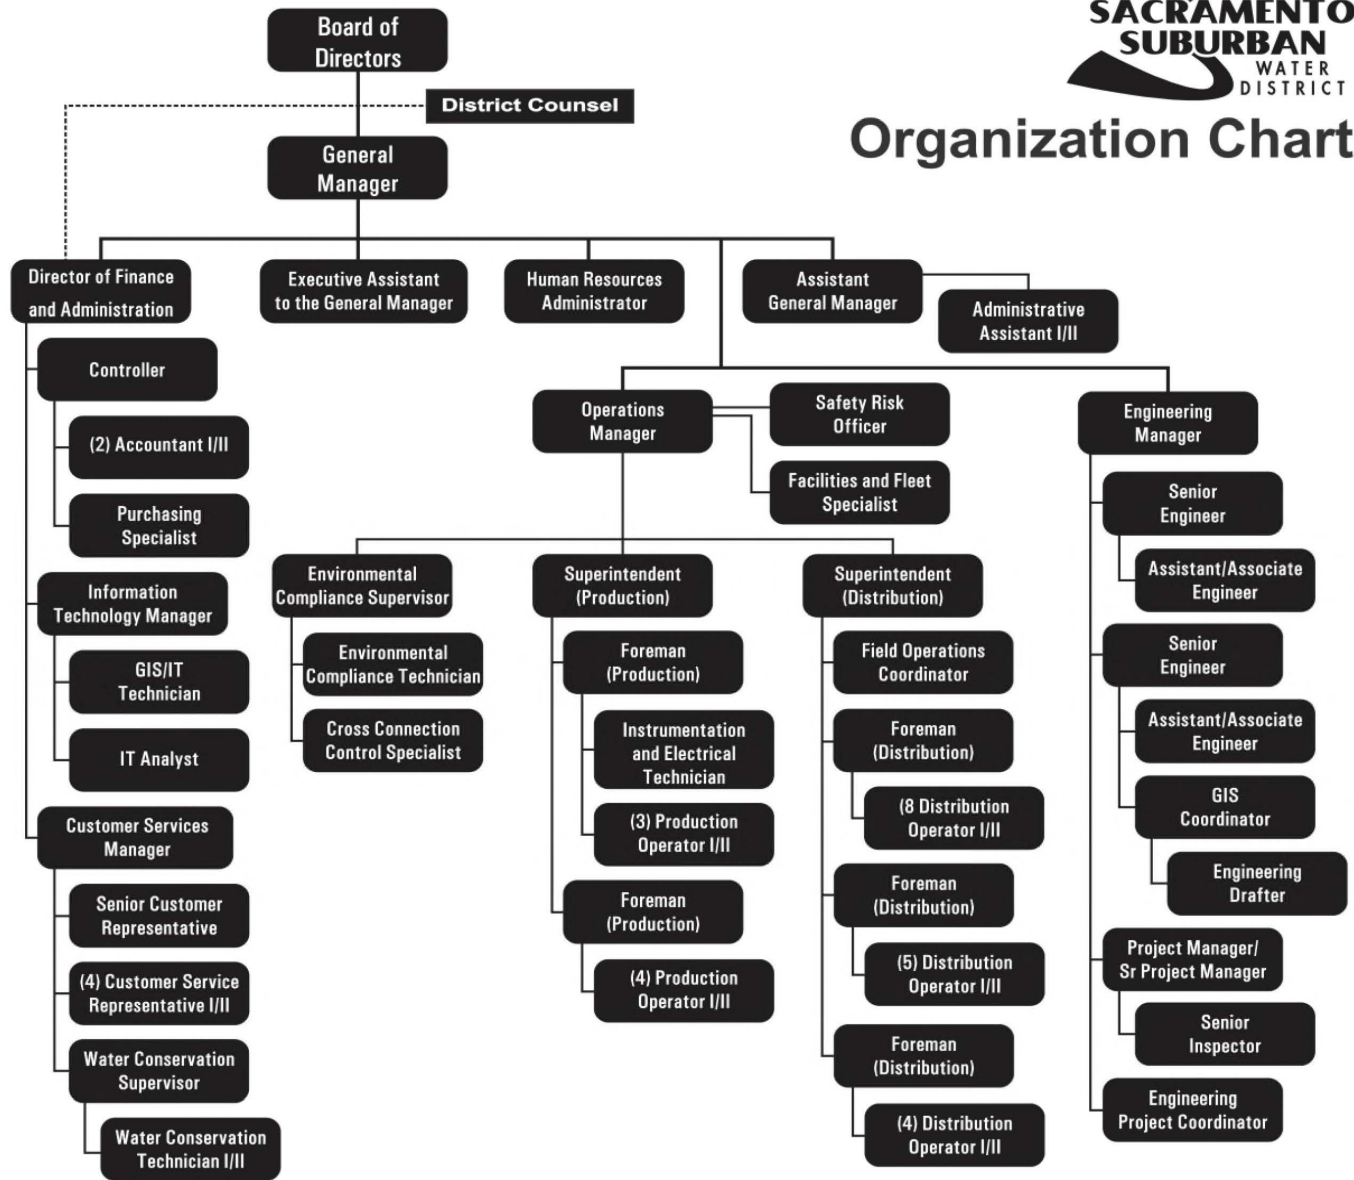 SACRAMENTO
SUBURBAN
WATER
DISTRICT
Organization Chart
Board of
Directors
District Counsel
General
Manager
Director of Finance
and Administration
Executive Assistant
to the General Manager
Human Resources
Administrator
Assistant
General Manager
Administrative
Assistant I/II
Controller
(2) Accountant I/II
Purchasing
Specialist
Information
Technology Manager
GIS/IT
Technician
IT Analyst
Customer Services
Manager
Senior Customer
Representative
(4) Customer Service
Representative I/II
Water Conservation
Supervisor
Water Conservation
Technician I/II
Operations
Manager
Safety Risk
Officer
Facilities and Fleet
Specialist
Environmental
Compliance Supervisor
Environmental
Compliance Technician
Cross Connection
Control Specialist
Superintendent
(Production)
Foreman
(Production)
Instrumentation
and Electrical
Technician
(3) Production
Operator I/II
Foreman
(Production)
(4) Production
Operator I/II
Superintendent
(Distribution)
Field Operations
Coordinator
Foreman
(Distribution)
(8 Distribution
Operator I/II
Foreman
(Distribution)
(5) Distribution
Operator I/II
Foreman
(Distribution)
(4) Distribution
Operator I/II
Engineering
Manager
Senior
Engineer
Assistant/Associate
Engineer
Senior
Engineer
Assistant/Associate
Engineer
GIS
Coordinator
Engineering
Drafter
Project Manager/
Sr Project Manager
Senior
Inspector
Engineering
Project Coordinator